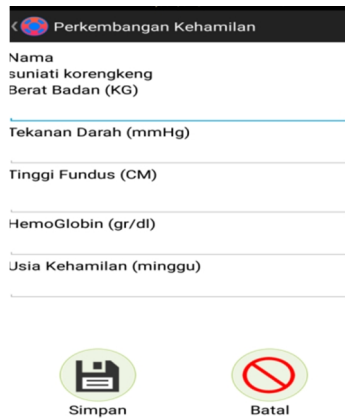 Perkembangan Kehamilan
Nama
suniati korengkeng
Berat Badan (KG)
Tekanan Darah (mmHg)
Tinggi Fundus (CM)
HemoGlobin (gr/dl)
Usia Kehamilan (minggu)
Simpan Batal